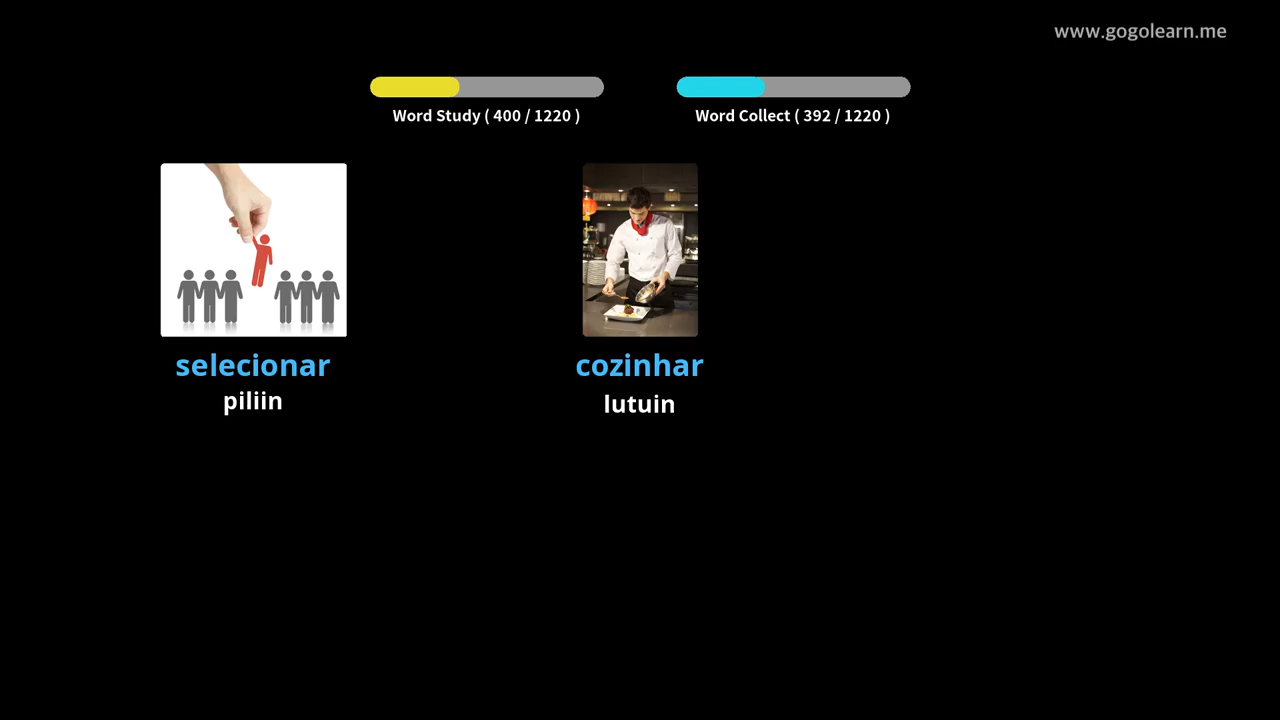 www.gogolearn.me
Word Study ( 400 / 1220 )
Word Collect ( 392 / 1220 )
selecionar
piliin
cozinhar
lutuin